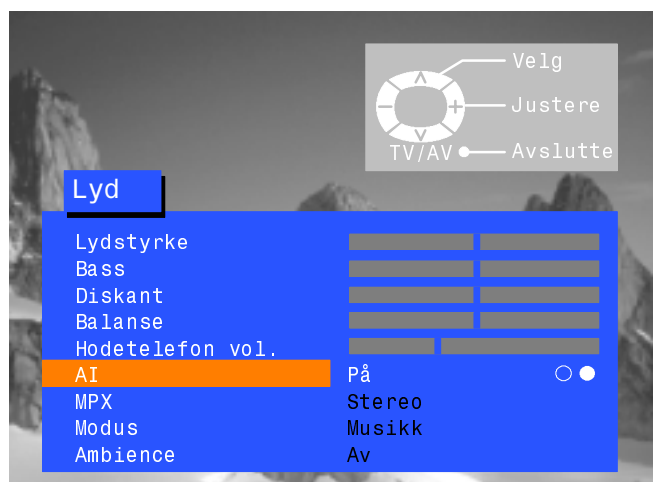 Velg
Justere
TV/AV Avslutte
Lyd
Lydstyrke
Bass
Diskant
Balanse
Hodetelefon vol.
AI På
MPX Stereo
Modus Musikk
Ambience Av